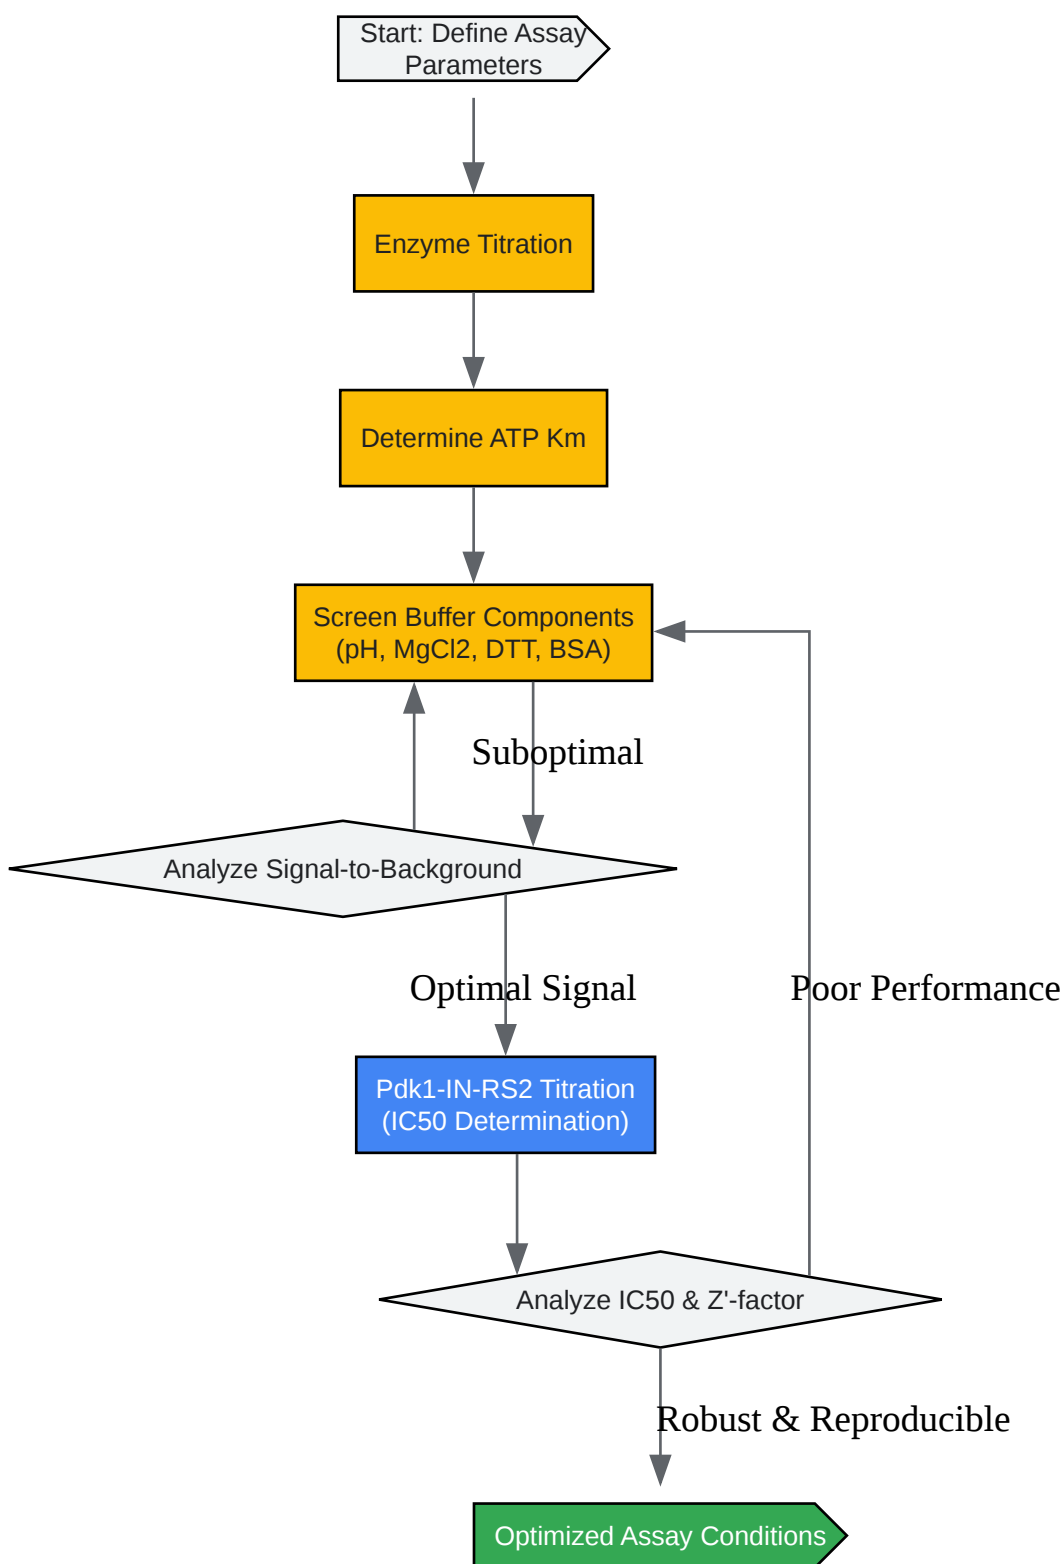 Start: Define Assay
Parameters
Enzyme Titration
Determine ATP Km
Screen Buffer Components
(pH, MgCl2, DTT, BSA)
Suboptimal
Analyze Signal-to-Background
Optimal Signal
Poor Performance
Pdk1-IN-RS2 Titration
(IC50 Determination)
Analyze IC50 & Z'-factor
Robust & Reproducible
Optimized Assay Conditions